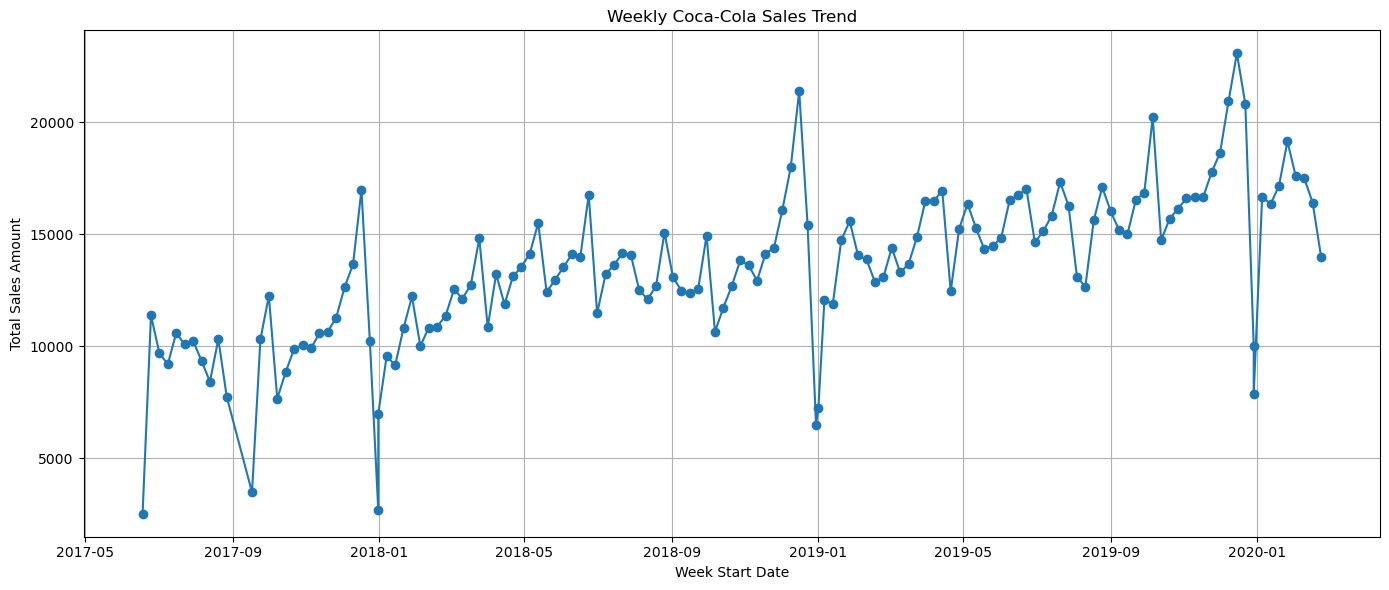 Weekly Coca-Cola Sales Trend
Total Sales Amount
20000
15000
10000
5000
2017-05 2017-09 2018-01 2018-05 2018-09 2019-01 2019-05 2019-09 2020-01
Week Start Date